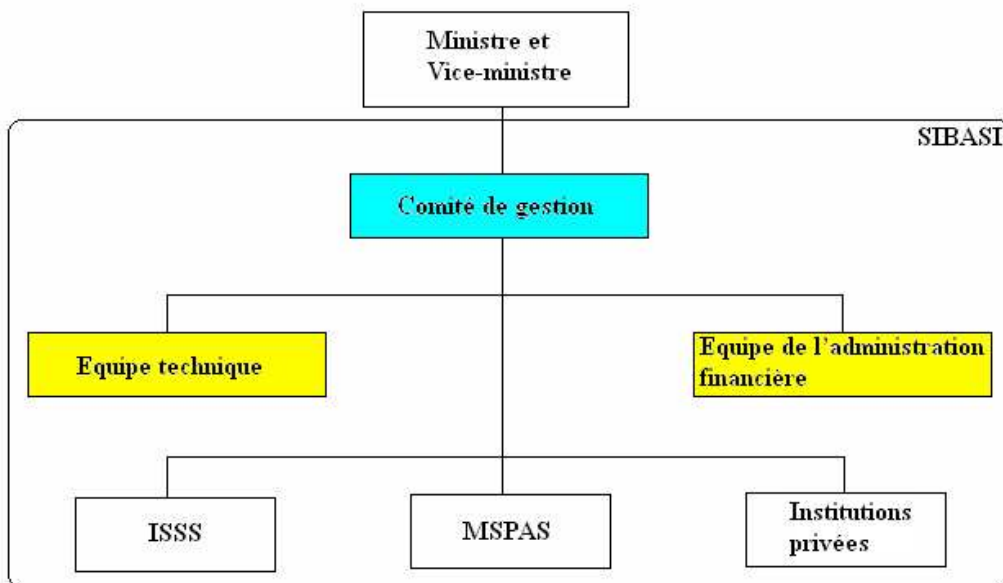 Ministre et
Vice-ministre
SIBASI
Comité de gestion
Equipe technique
Equipe de l'administration
financière
ISSS
MSPAS
Institutions
privées